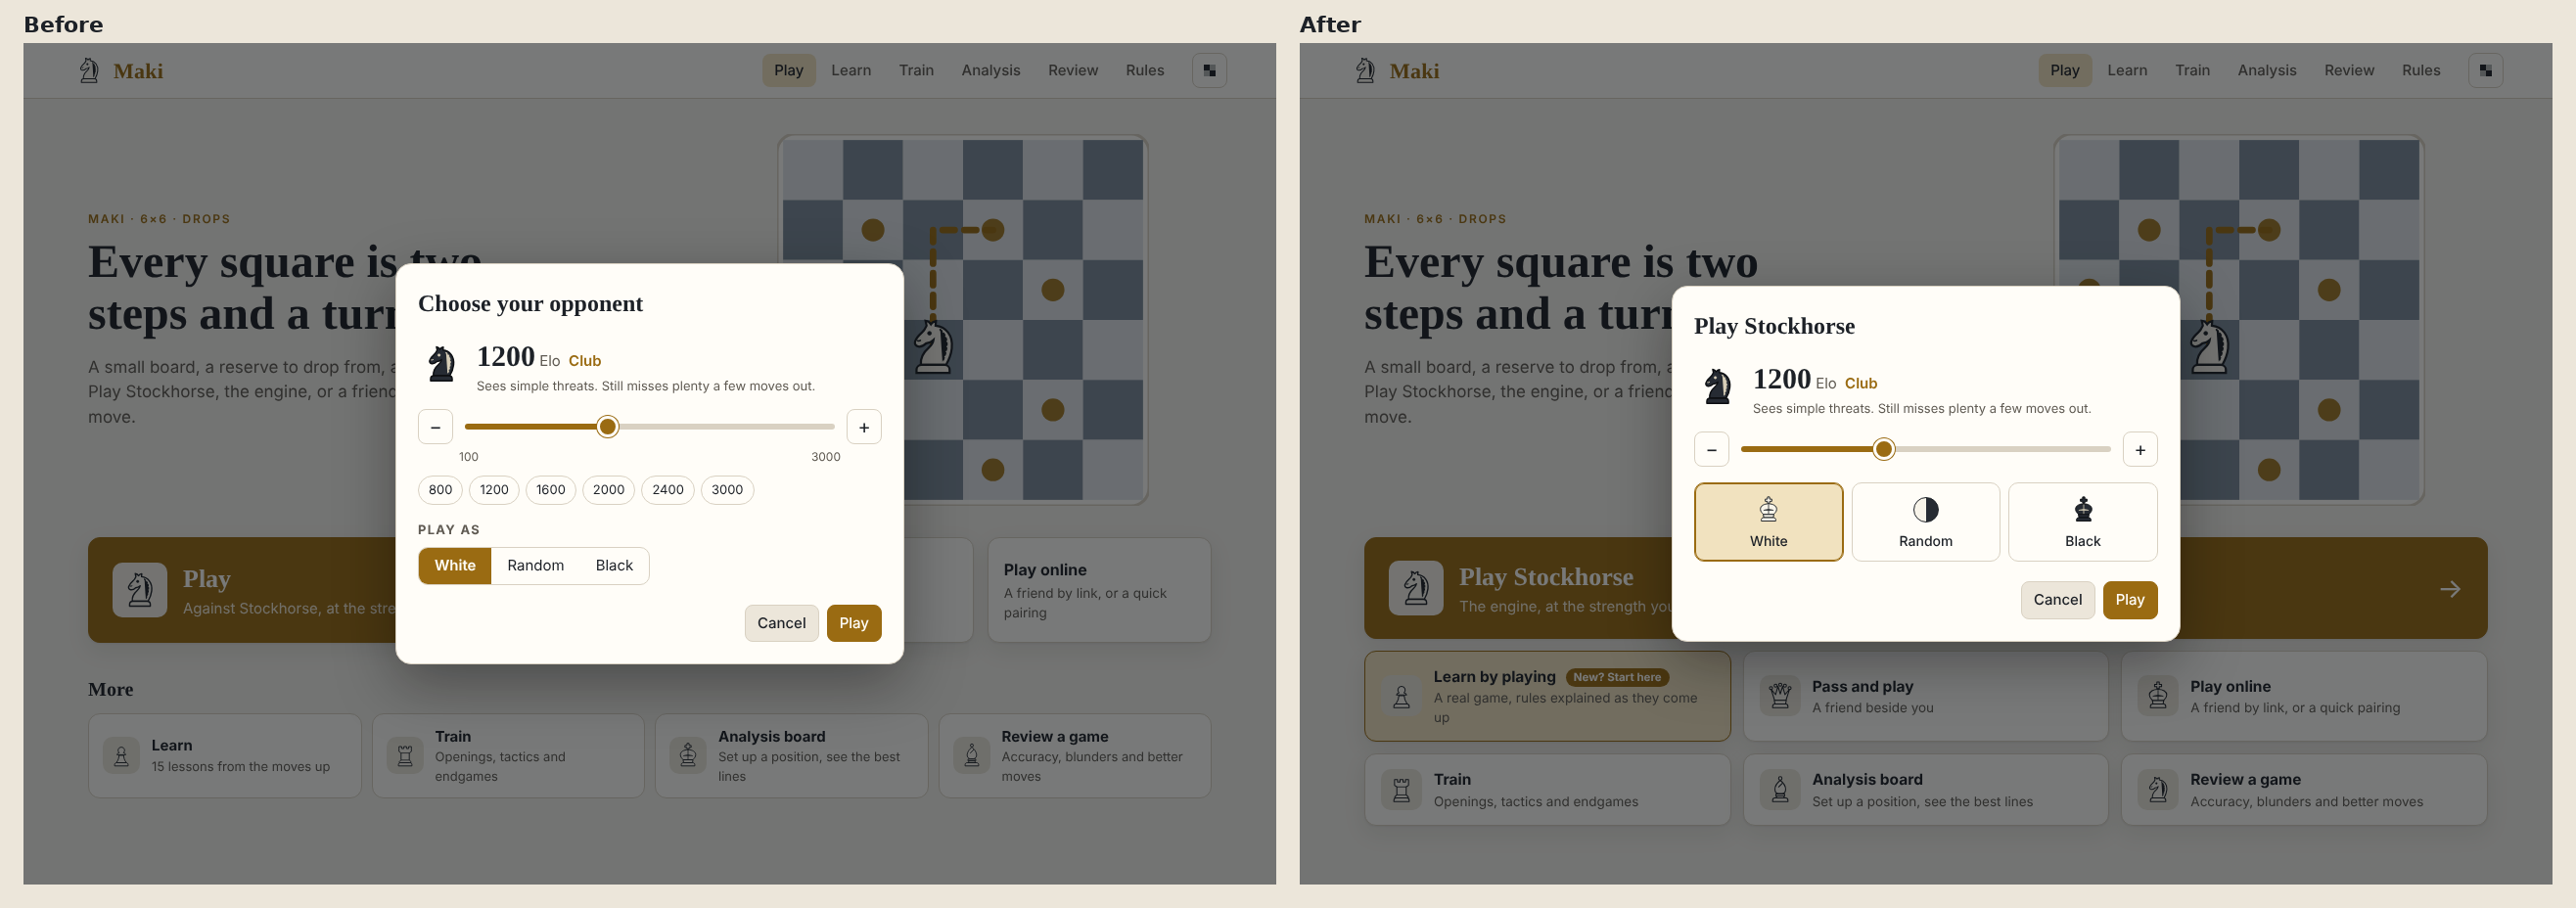 Before
Maki
Play Learn Train Analysis Review Rules
MAKI · 6×6 · DROPS
Every square is two
steps and a turn
A small board, a reserve to drop from, a
Play Stockhorse, the engine, or a friend
move.
Choose your opponent
1200 Elo Club
Sees simple threats. Still misses plenty a few moves out.
− +
100 3000
800 1200 1600 2000 2400 3000
PLAY AS
White Random Black
Cancel Play
Play
Against Stockhorse, at the stre
Play online
A friend by link, or a quick
pairing
More
Learn
15 lessons from the moves up
Train
Openings, tactics and
endgames
Analysis board
Set up a position, see the best
lines
Review a game
Accuracy, blunders and better
moves
After
Maki
Play Learn Train Analysis Review Rules
MAKI · 6×6 · DROPS
Every square is two
steps and a turn
A small board, a reserve to drop from, a
Play Stockhorse, the engine, or a friend
move.
Play Stockhorse
1200 Elo Club
Sees simple threats. Still misses plenty a few moves out.
− +
White Random Black
Cancel Play
Play Stockhorse
The engine, at the strength you
→
Learn by playing New? Start here
A real game, rules explained as they come
up
Pass and play
A friend beside you
Play online
A friend by link, or a quick pairing
Train
Openings, tactics and endgames
Analysis board
Set up a position, see the best lines
Review a game
Accuracy, blunders and better moves